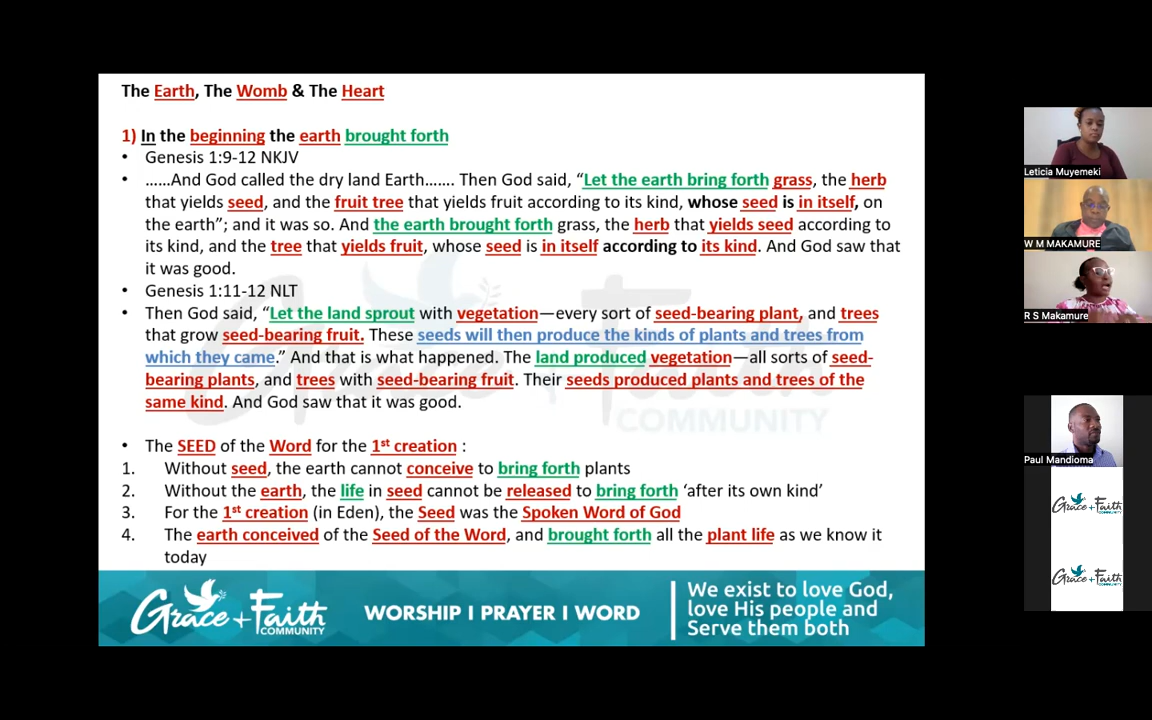 The Earth, The Womb & The Heart
1) In the beginning the earth brought forth
• Genesis 1:9-12 NKJV
• ……And God called the dry land Earth……. Then God said, “Let the earth bring forth grass, the herb
that yields seed, and the fruit tree that yields fruit according to its kind, whose seed is in itself, on
the earth”; and it was so. And the earth brought forth grass, the herb that yields seed according to
its kind, and the tree that yields fruit, whose seed is in itself according to its kind. And God saw that
it was good.
• Genesis 1:11-12 NLT
• Then God said, “Let the land sprout with vegetation—every sort of seed-bearing plant, and trees
that grow seed-bearing fruit. These seeds will then produce the kinds of plants and trees from
which they came.” And that is what happened. The land produced vegetation—all sorts of seed-
bearing plants, and trees with seed-bearing fruit. Their seeds produced plants and trees of the
same kind. And God saw that it was good.
• The SEED of the Word for the 1st creation :
1. Without seed, the earth cannot conceive to bring forth plants
2. Without the earth, the life in seed cannot be released to bring forth ‘after its own kind’
3. For the 1st creation (in Eden), the Seed was the Spoken Word of God
4. The earth conceived of the Seed of the Word, and brought forth all the plant life as we know it
today
Grace + Faith
COMMUNITY
Grace + Faith
COMMUNITY
WORSHIP I PRAYER I WORD
We exist to love God,
love His people and
Serve them both
Leticia Muyemeki
W M MAKAMURE
R S Makamure
Paul Mandioma
Grace + Faith
COMMUNITY
Grace + Faith
COMMUNITY